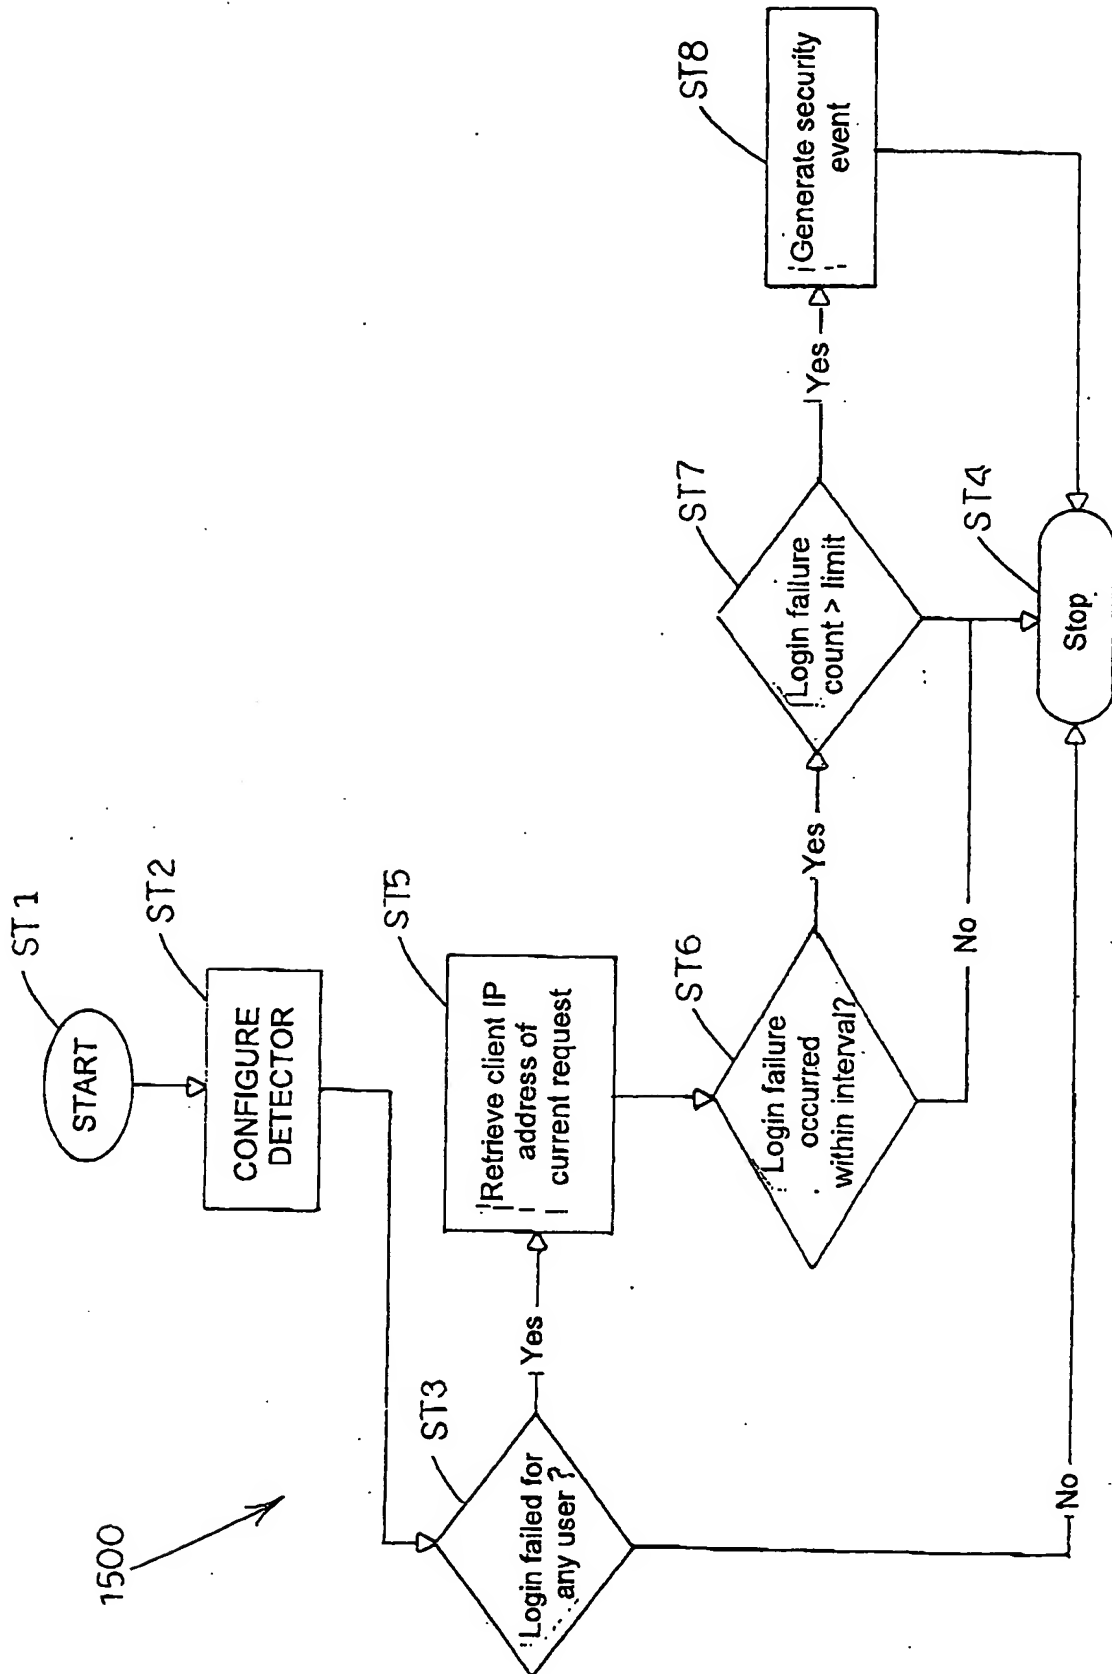 1500
ST1
START
ST2
CONFIGURE
DETECTOR
ST3
Login failed for
any user ?
Yes
No
ST5
Retrieve client IP
address of
current request
ST6
Login failure
occurred
within interval?
Yes
No
ST7
Login failure
count > limit
Yes
ST8
Generate security
event
ST4
Stop